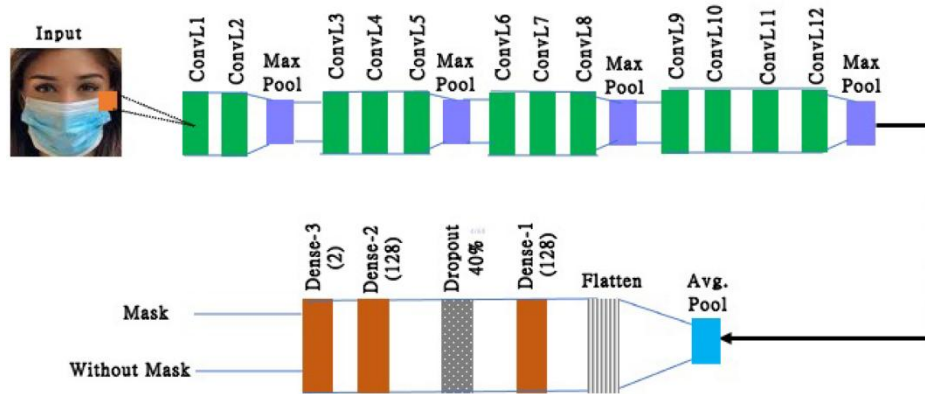 Input
ConvL1
ConvL2
Max
Pool
ConvL3
ConvL4
ConvL5
Max
Pool
ConvL6
ConvL7
ConvL8
Max
Pool
ConvL9
ConvL10
ConvL11
ConvL12
Max
Pool
Mask
Without Mask
Dense-3
(2)
Dense-2
(128)
Dropout
40%
Dense-1
(128)
Flatten
Avg.
Pool